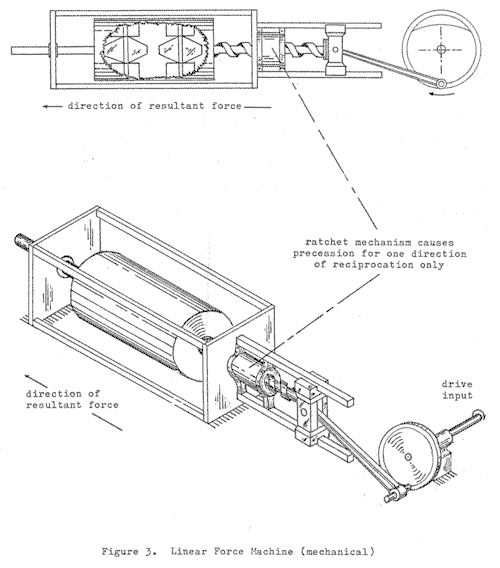 direction of resultant force
ratchet mechanism causes
precession for one direction
of reciprocation only
direction of
resultant force
drive
input
Figure 3. Linear Force Machine (mechanical)